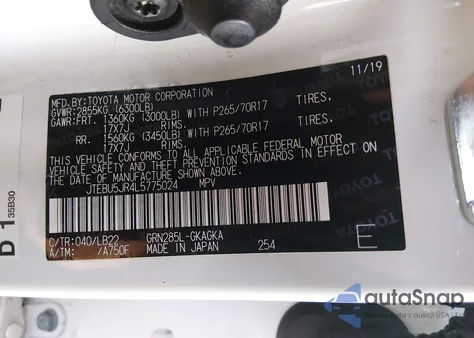 11/19
MFD.BY:TOYOTA MOTOR CORPORATION
GVWR:2855KG (6300LB)
GAWR:FRT. 1360KG (3000LB) WITH P265/70R17 TIRES.
17X7J RIMS.
RR. 1560KG (3450LB) WITH P265/70R17 TIRES.
17X7J RIMS.
THIS VEHICLE CONFORMS TO ALL APPLICABLE FEDERAL MOTOR
VEHICLE SAFETY AND THEFT PREVENTION STANDARDS IN EFFECT ON
THE DATE OF MANUFACTURE SHOWN ABOVE.
JTEBU5JR4L5775024 MPV
C/TR:040/LB22 GRN285L-GKAGKA
A/TM: /A750F MADE IN JAPAN 254 E
35B30
autoSnap